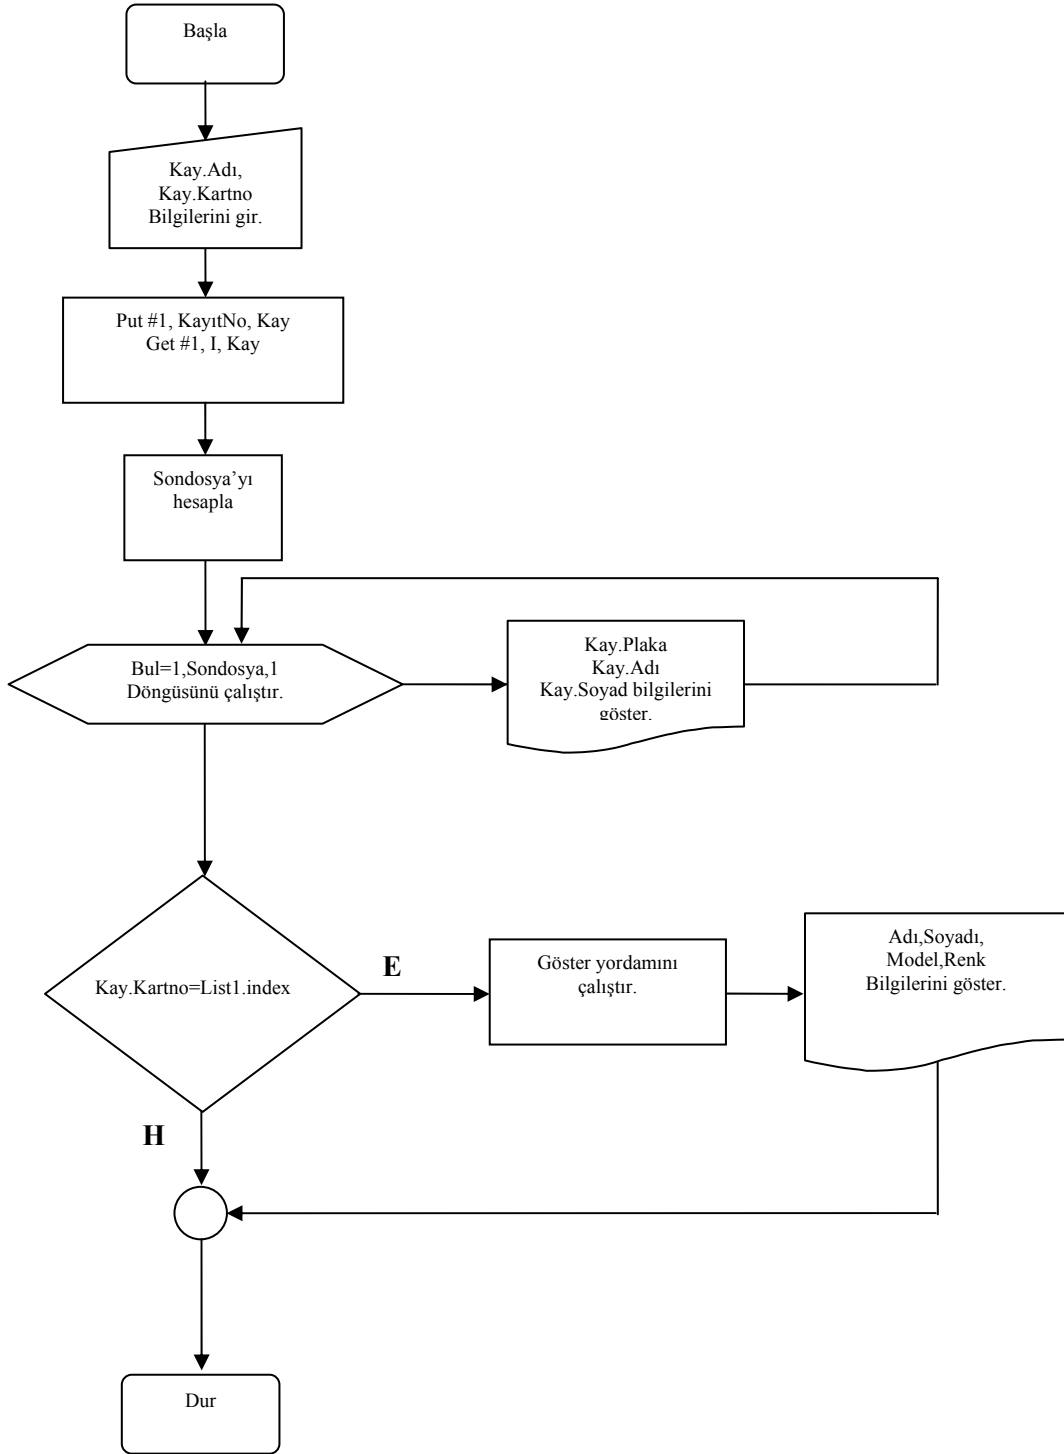 Başla
Kay.Adı,
Kay.Kartno
Bilgilerini gir.
Put #1, KayıtNo, Kay
Get #1, I, Kay
Sondosya’yı
hesapla
Bul=1,Sondosya,1
Döngüsünü çalıştır.
Kay.Plaka
Kay.Adı
Kay.Soyad bilgilerini
göster.
Kay.Kartno=List1.index
E
Göster yordamını
çalıştır.
Adı,Soyadı,
Model,Renk
Bilgilerini göster.
H
Dur